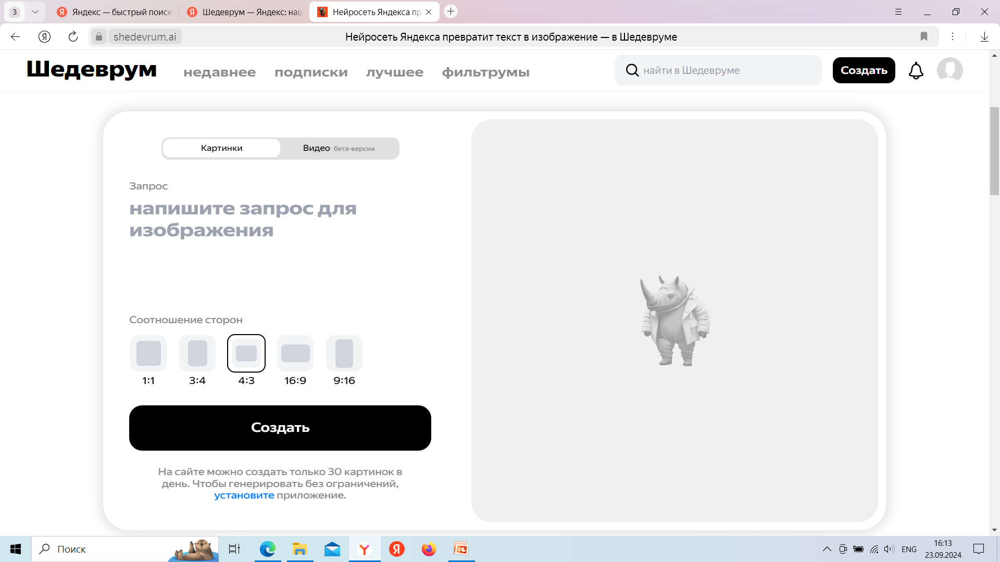 3
Яндекс — быстрый поиск
Шедеврум — Яндекс: наш
Нейросеть Яндекса пр
shedevrum.ai
Нейросеть Яндекса превратит текст в изображение — в Шедевруме
Шедеврум
недавнее
подписки
лучшее
фильтрумы
найти в Шедевруме
Создать
Картинки
Видео бета-версия
Запрос
напишите запрос для
изображения
Соотношение сторон
1:1
3:4
4:3
16:9
9:16
Создать
На сайте можно создать только 30 картинок в
день. Чтобы генерировать без ограничений,
установите приложение.
Поиск
ENG
16:13
23.09.2024